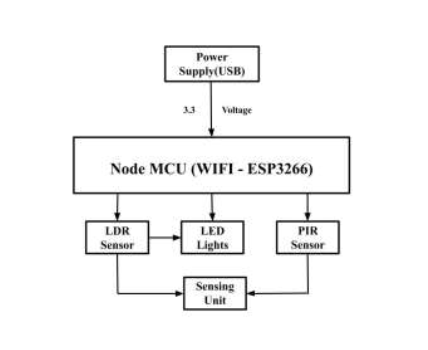 Power
Supply(USB)
3.3 Voltage
Node MCU (WIFI - ESP3266)
LDR
Sensor
LED
Lights
PIR
Sensor
Sensing
Unit